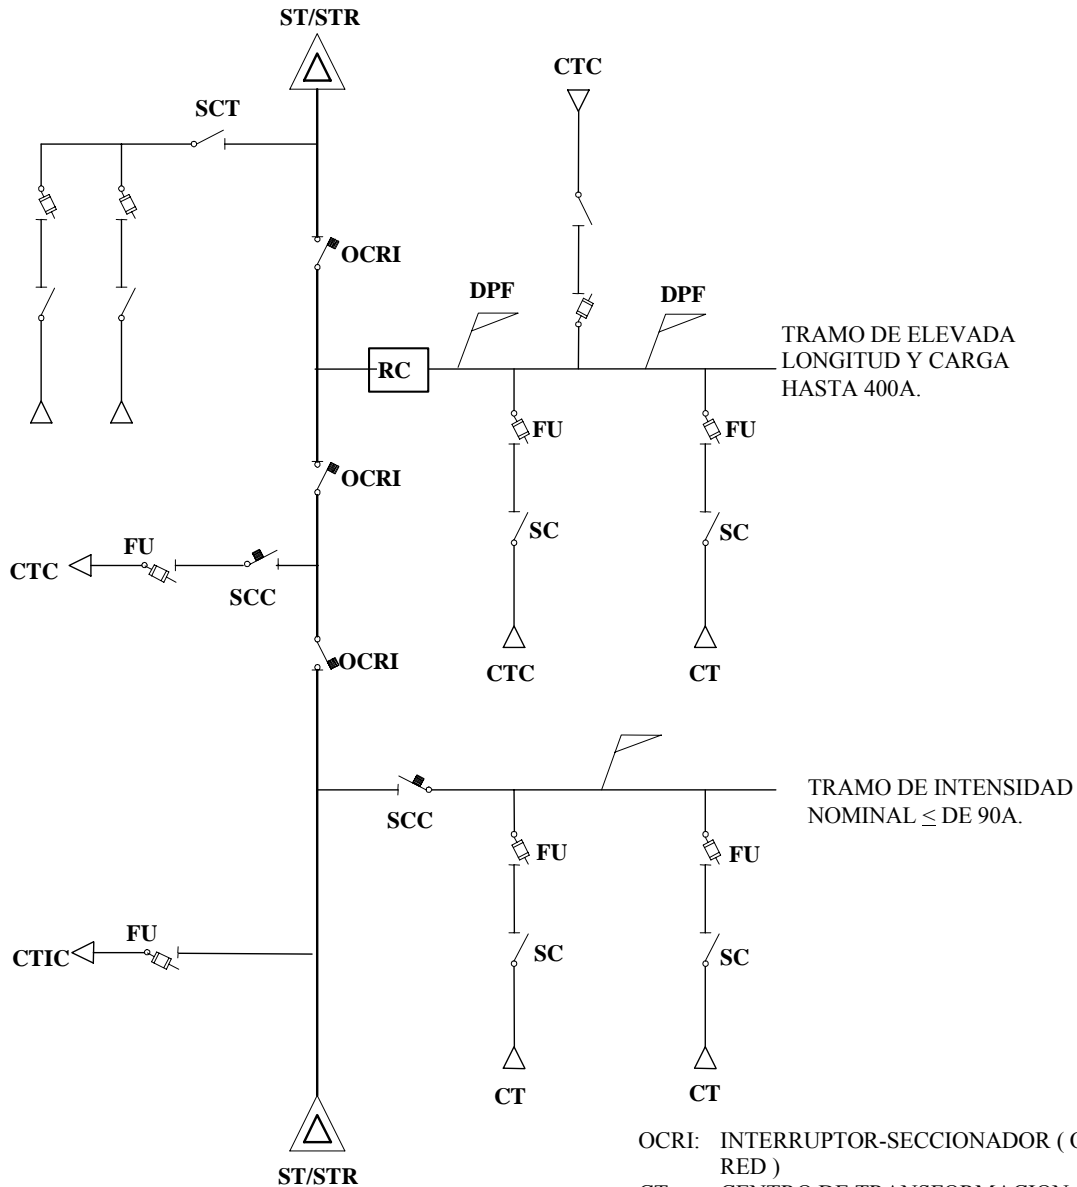 ST/STR
CTC
SCT
OCRI
DPF
DPF
TRAMO DE ELEVADA
LONGITUD Y CARGA
HASTA 400A.
RC
FU
FU
OCRI
SC
SC
FU
CTC
SCC
OCRI
CTC
CT
TRAMO DE INTENSIDAD
NOMINAL ≤ DE 90A.
SCC
FU
FU
FU
CTIC
SC
SC
CT
CT
ST/STR
OCRI: INTERRUPTOR-SECCIONADOR (
RED )